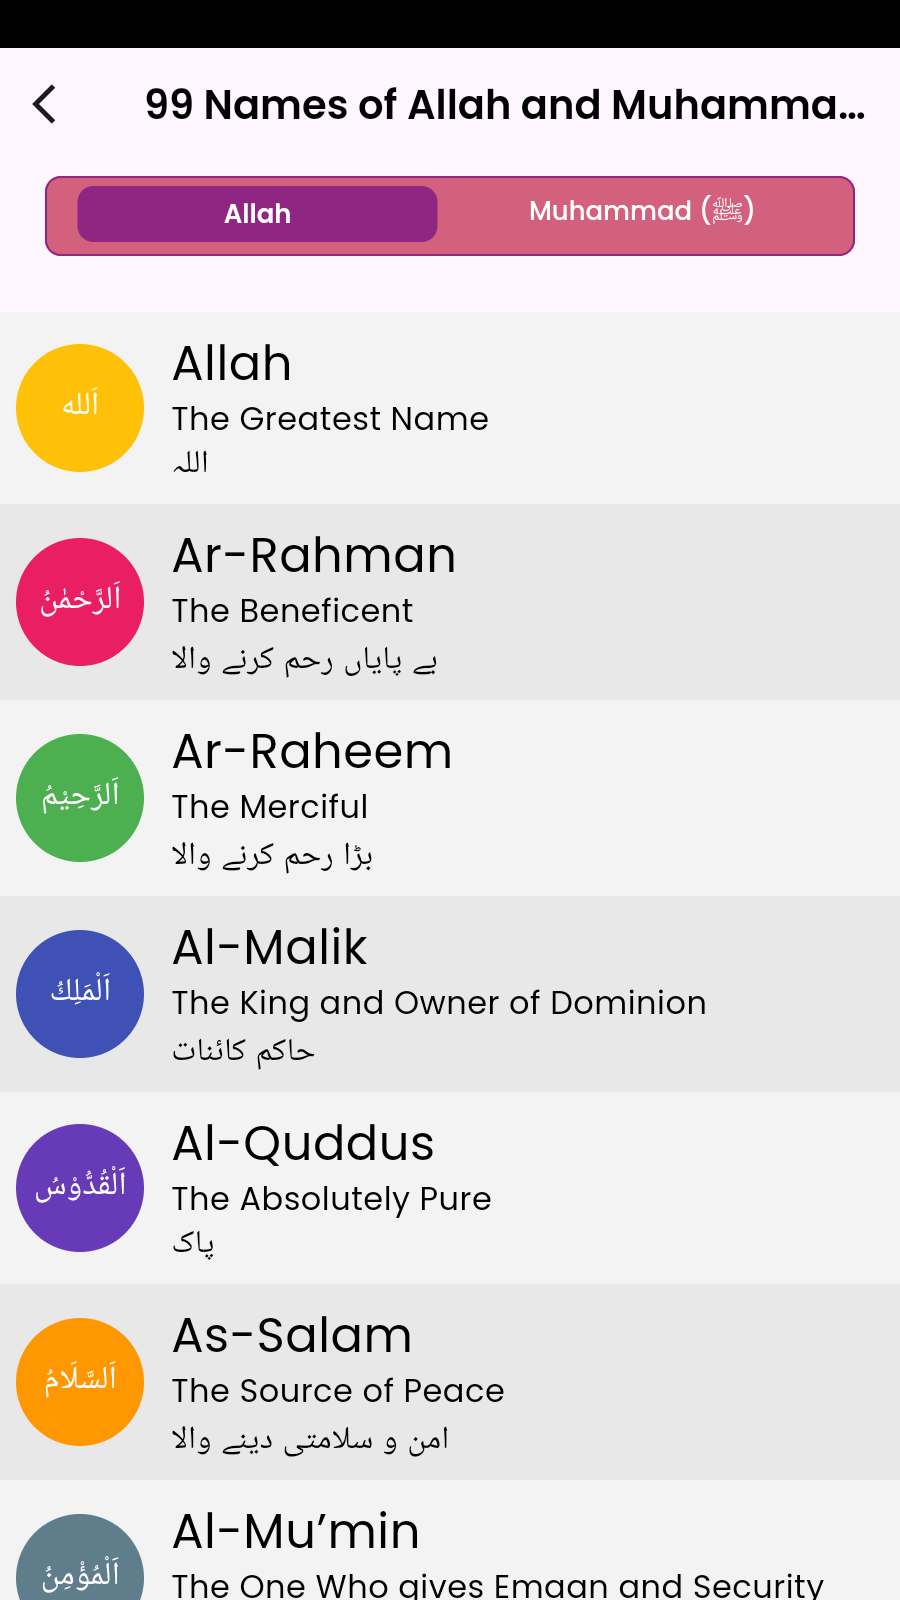 99 Names of Allah and Muhamma...
Allah
Muhammad (ﷺ)
Allah
اَلله
The Greatest Name
اللہ
Ar-Rahman
اَلرَّحْمٰنُ
The Beneficent
بے پایاں رحم کرنے والا
Ar-Raheem
اَلرَّحِيْمُ
The Merciful
بڑا رحم کرنے والا
Al-Malik
اَلْمَلِكُ
The King and Owner of Dominion
حاکم کائنات
Al-Quddus
اَلْقُدُّوْسُ
The Absolutely Pure
پاک
As-Salam
اَلسَّلَامُ
The Source of Peace
امن و سلامتی دینے والا
Al-Mu’min
اَلْمُؤْمِنُ
The One Who gives Emaan and Security